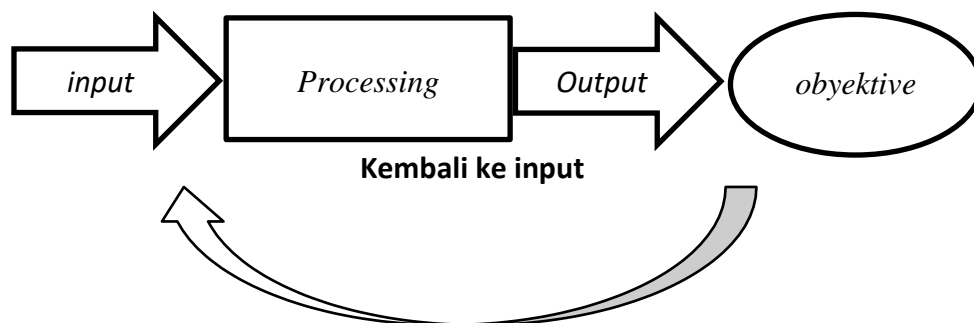 input
Processing
Output
obyektive
Kembali ke input